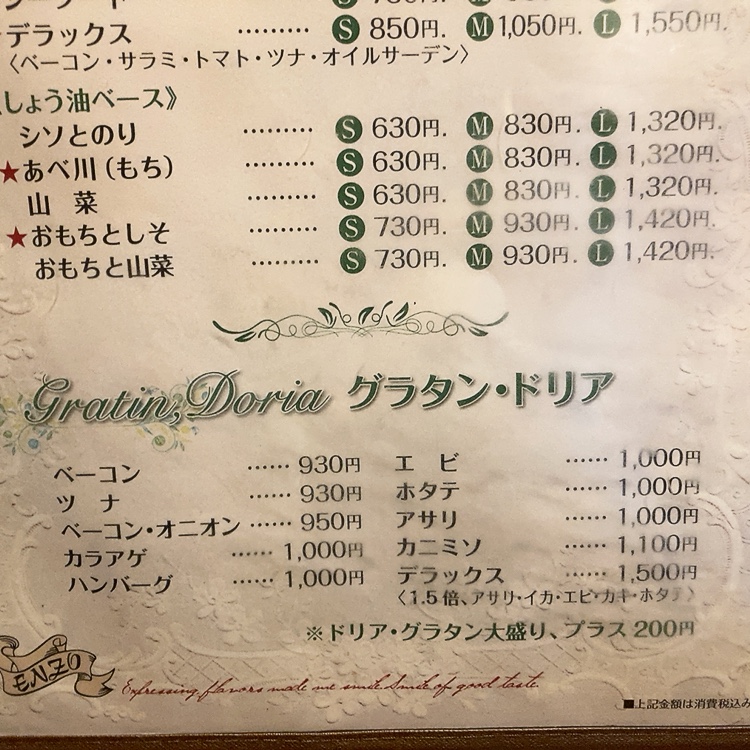 デラックス ……… S 850円. M 1,050円. L 1,550円.
〈ベーコン・サラミ・トマト・ツナ・オイルサーデン〉
しょう油ベース》
シソとのり ……… S 630円. M 830円. L 1,320円.
★あべ川(もち) ……… S 630円. M 830円. L 1,320円.
山 菜 ……… S 630円. M 830円. L 1,320円.
★おもちとしそ ……… S 730円. M 930円. L 1,420円.
おもちと山菜 ……… S 730円. M 930円. L 1,420円.
Gratin, Doria グラタン・ドリア
ベーコン …… 930円
ツ ナ …… 930円
ベーコン・オニオン …… 950円
カラアゲ …… 1,000円
ハンバーグ …… 1,000円
エ ビ …… 1,000円
ホタテ …… 1,000円
アサリ …… 1,000円
カニミソ …… 1,100円
デラックス …… 1,500円
〈1.5倍、アサリ・イカ・エビ・カキ・ホタテ〉
※ドリア・グラタン大盛り、プラス200円
ENZO
Expressing flavors make me smile. Smile of good taste.
■上記金額は消費税込み